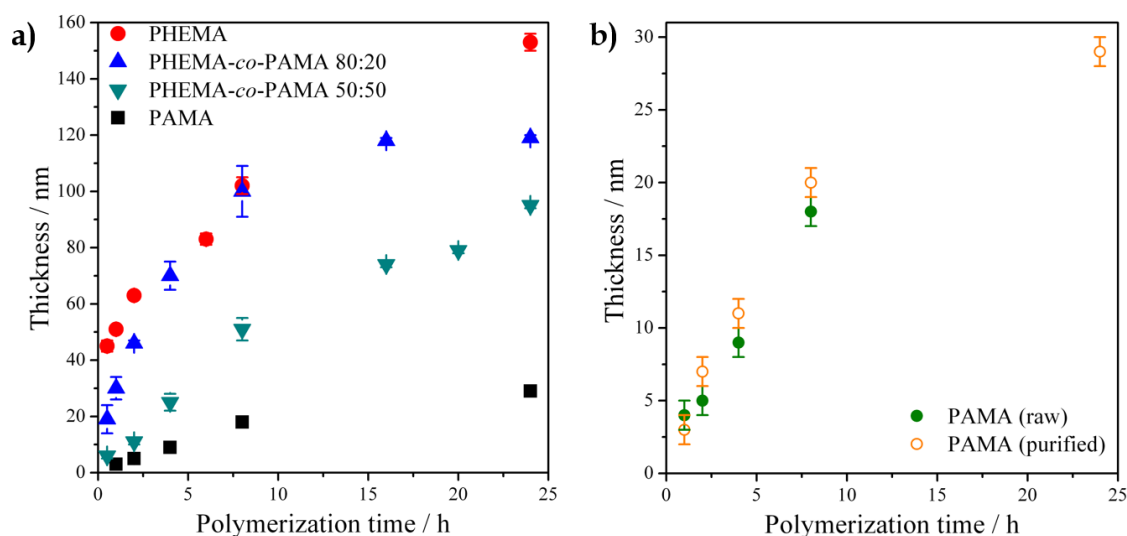 a)
PHEMA
PHEMA-co-PAMA 80:20
PHEMA-co-PAMA 50:50
PAMA
160
140
120
100
80
60
40
20
0
Thickness / nm
0 5 10 15 20 25
Polymerization time / h
b)
30
25
20
15
10
5
0
Thickness / nm
PAMA (raw)
PAMA (purified)
0 5 10 15 20 25
Polymerization time / h